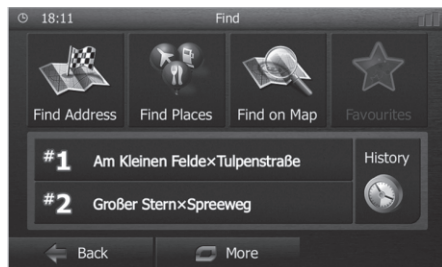 18:11 Find
Find Address Find Places Find on Map Favourites
#1 Am Kleinen Felde×Tulpenstraße
History
#2 Großer Stern×Spreeweg
Back More